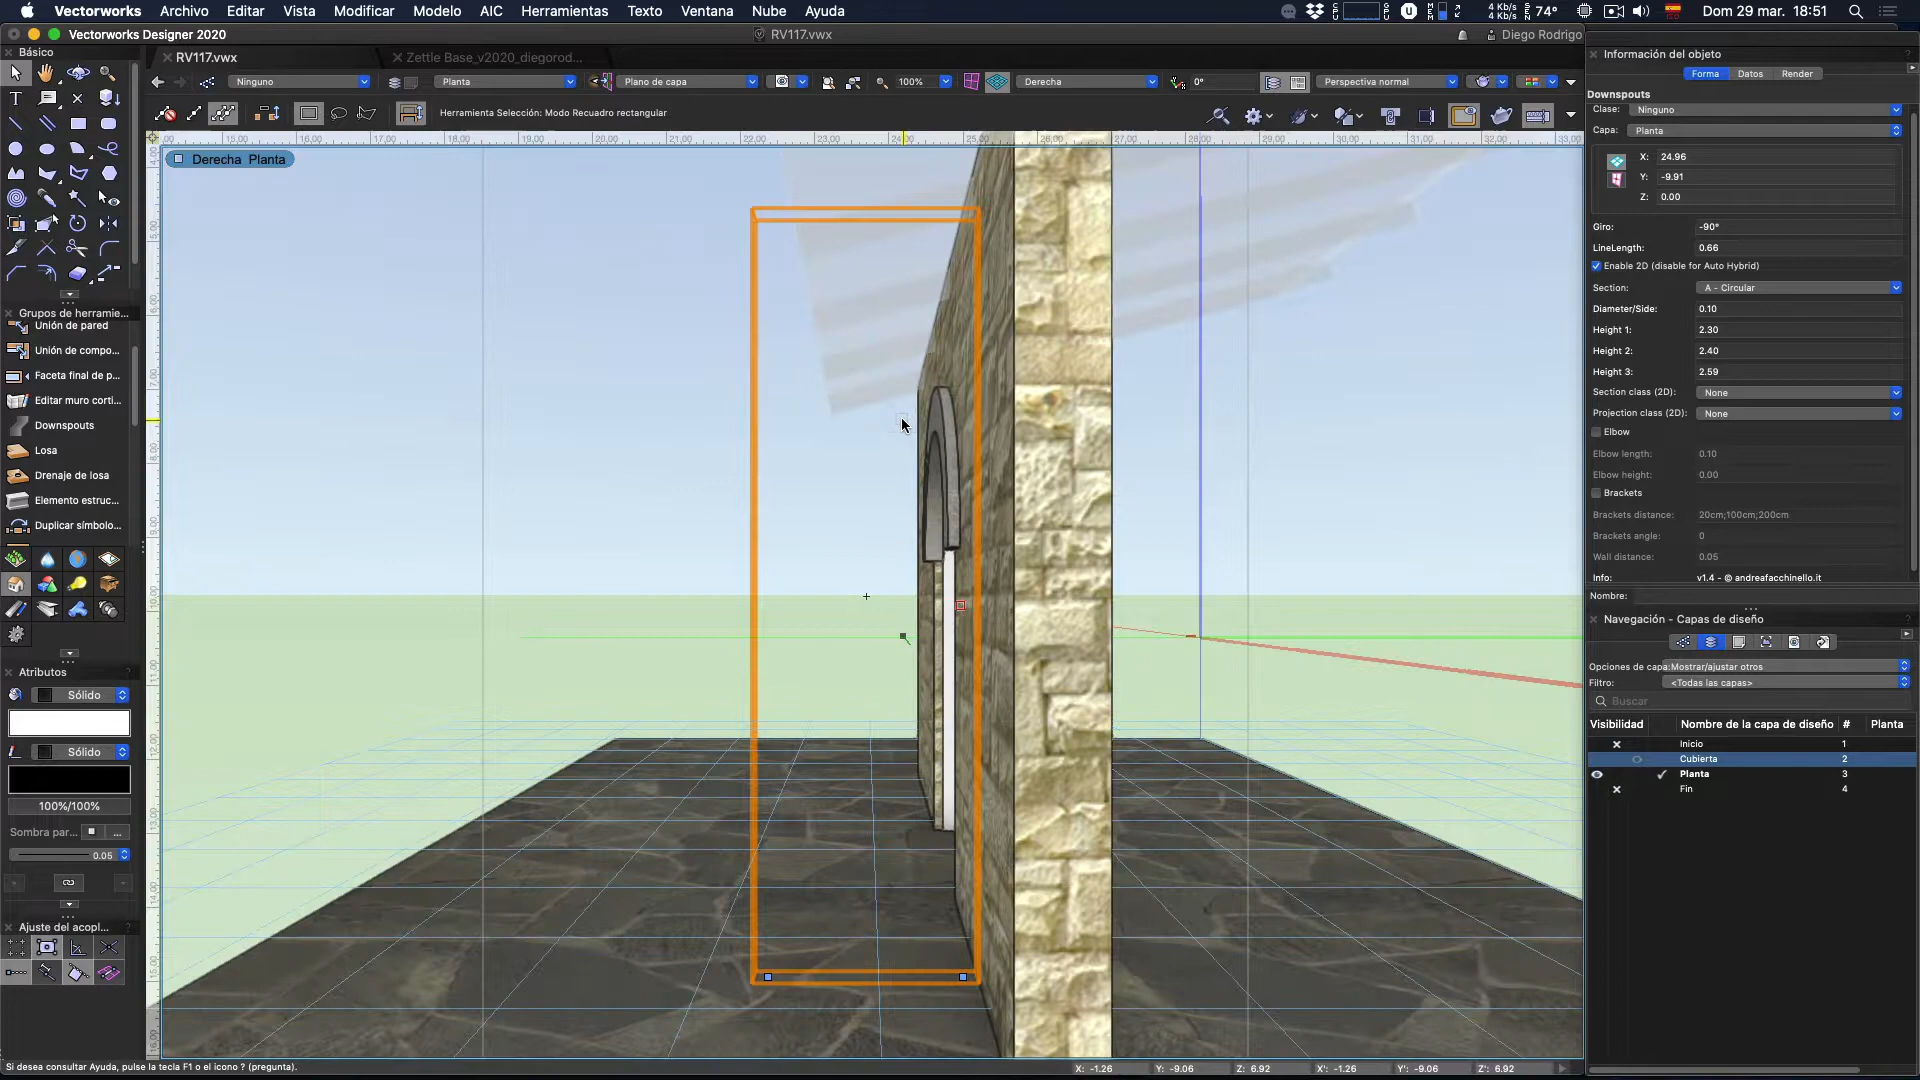 Vectorworks Archivo Editar Vista Modificar Modelo AIC Herramientas Texto Ventana Nube Ayuda
4 Kb/s
4 Kb/s 74° Dom 29 mar. 18:51
Vectorworks Designer 2020 RV117.vwx Diego Rodrigo
Básico
RV117.vwx Zettle Base_v2020_diegorod...
Ninguno Planta Plano de capa 100% Derecha 0° Perspectiva normal
Herramienta Selección: Modo Recuadro rectangular
Derecha Planta
Grupos de herramie...
Unión de pared
Unión de compo...
Faceta final de p...
Editar muro corti...
Downspouts
Losa
Drenaje de losa
Elemento estruc...
Duplicar símbolo...
Atributos
Sólido
Sólido
100%/100%
Sombra par... ...
0.05
Ajuste del acopl...
Información del objeto
Forma Datos Render
Downspouts
Clase: Ninguno
Capa: Planta
X: 24.96
Y: -9.91
Z: 0.00
Giro: -90°
LineLength: 0.66
Enable 2D (disable for Auto Hybrid)
Section: A - Circular
Diameter/Side: 0.10
Height 1: 2.30
Height 2: 2.40
Height 3: 2.59
Section class (2D): None
Projection class (2D): None
Elbow
Elbow length: 0.10
Elbow height: 0.00
Brackets
Brackets distance: 20cm;100cm;200cm
Brackets angle: 0
Wall distance: 0.05
Info: v1.4 - © andreafacchinello.it
Nombre:
Navegación - Capas de diseño
Opciones de capa: Mostrar/ajustar otros
Filtro: <Todas las capas>
Buscar
Visibilidad Nombre de la capa de diseño # Planta
Inicio 1
Cubierta 2
Planta 3
Fin 4
Si desea consultar Ayuda, pulse la tecla F1 o el icono ? (pregunta).
X: -1.26 Y: -9.06 Z: 6.92 X': -1.26 Y': -9.06 Z': 6.92